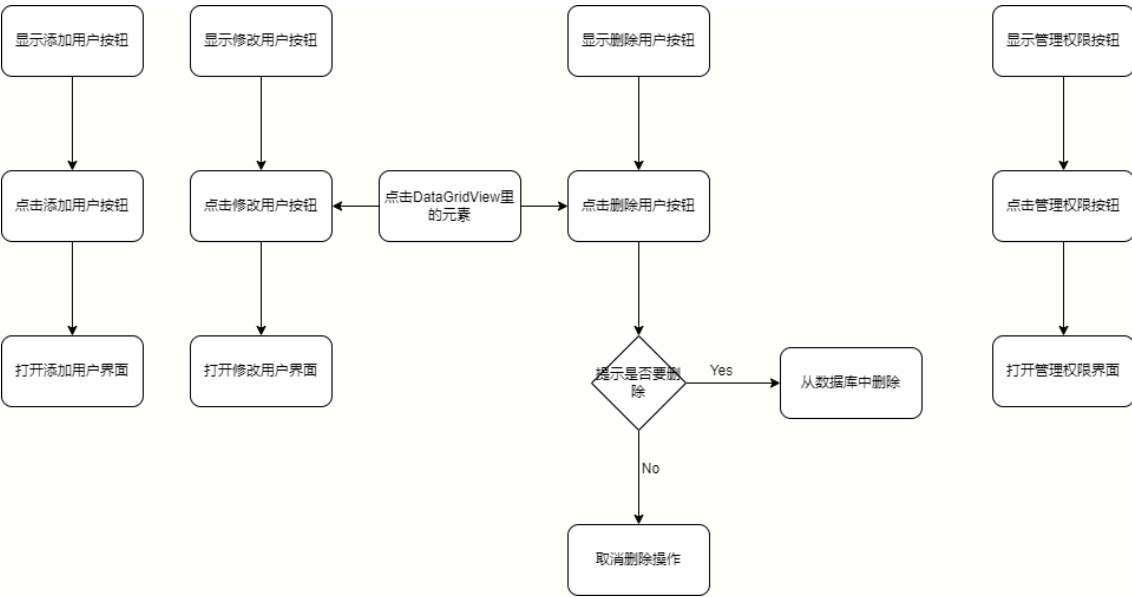 显示添加用户按钮
显示修改用户按钮
显示删除用户按钮
显示管理权限按钮
点击添加用户按钮
点击修改用户按钮
点击DataGridView里
的元素
点击删除用户按钮
点击管理权限按钮
打开添加用户界面
打开修改用户界面
提示是否要删
除
Yes
从数据库中删除
打开管理权限界面
No
取消删除操作